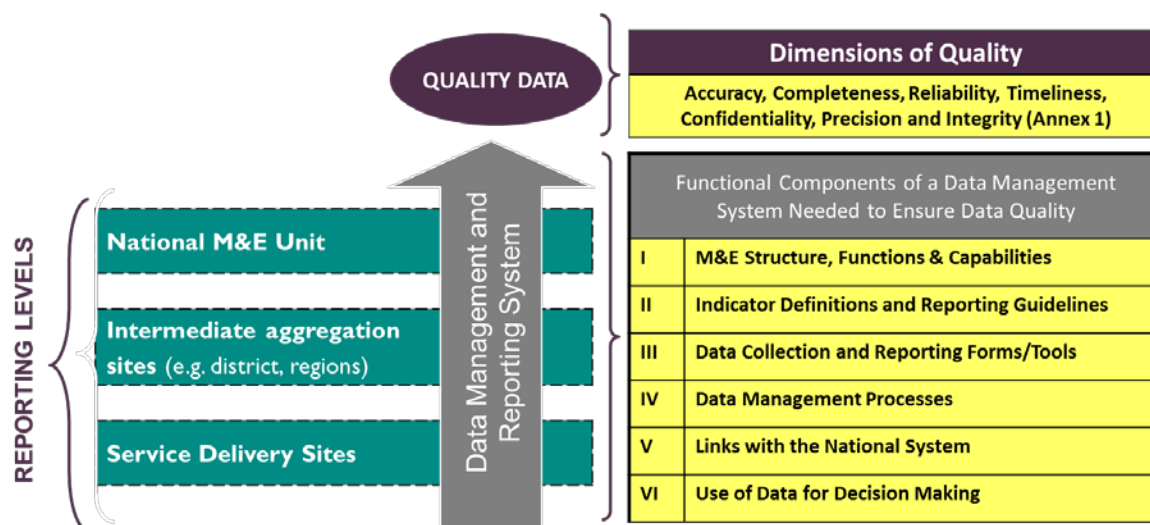 QUALITY DATA
Dimensions of Quality
Accuracy, Completeness, Reliability, Timeliness,
Confidentiality, Precision and Integrity (Annex 1)
REPORTING LEVELS
National M&E Unit
Intermediate aggregation
sites (e.g. district, regions)
Service Delivery Sites
Data Management and
Reporting System
Functional Components of a Data Management
System Needed to Ensure Data Quality
I M&E Structure, Functions & Capabilities
II Indicator Definitions and Reporting Guidelines
III Data Collection and Reporting Forms/Tools
IV Data Management Processes
V Links with the National System
VI Use of Data for Decision Making